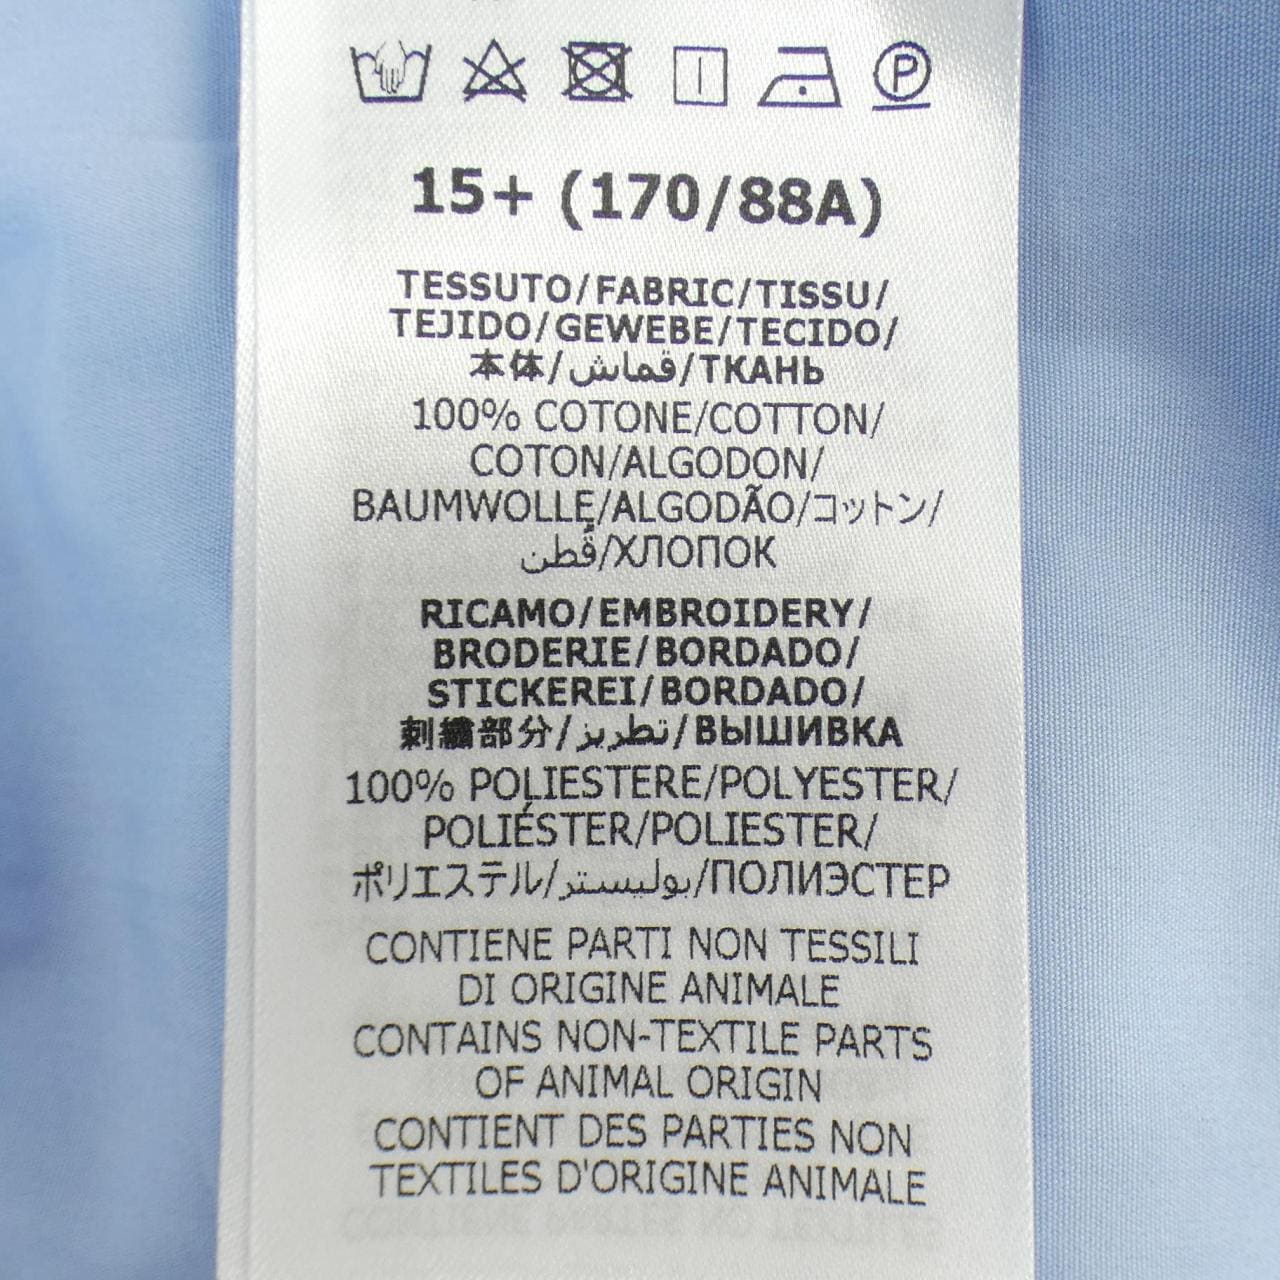 15+ (170/88A)
TESSUTO/FABRIC/TISSU/
TEJIDO/GEWEBE/TECIDO/
本体/قماش/ТКАНЬ
100% COTONE/COTTON/
COTON/ALGODON/
BAUMWOLLE/ALGODÃO/コットン/
قُطن/ХЛОПОК
RICAMO/EMBROIDERY/
BRODERIE/BORDADO/
STICKEREI/BORDADO/
刺繍部分/تطريز/ВЫШИВКА
100% POLIESTERE/POLYESTER/
POLIÉSTER/POLIESTER/
ポリエステル/بوليستر/ПОЛИЭСТЕР
CONTIENE PARTI NON TESSILI
DI ORIGINE ANIMALE
CONTAINS NON-TEXTILE PARTS
OF ANIMAL ORIGIN
CONTIENT DES PARTIES NON
TEXTILES D'ORIGINE ANIMALE